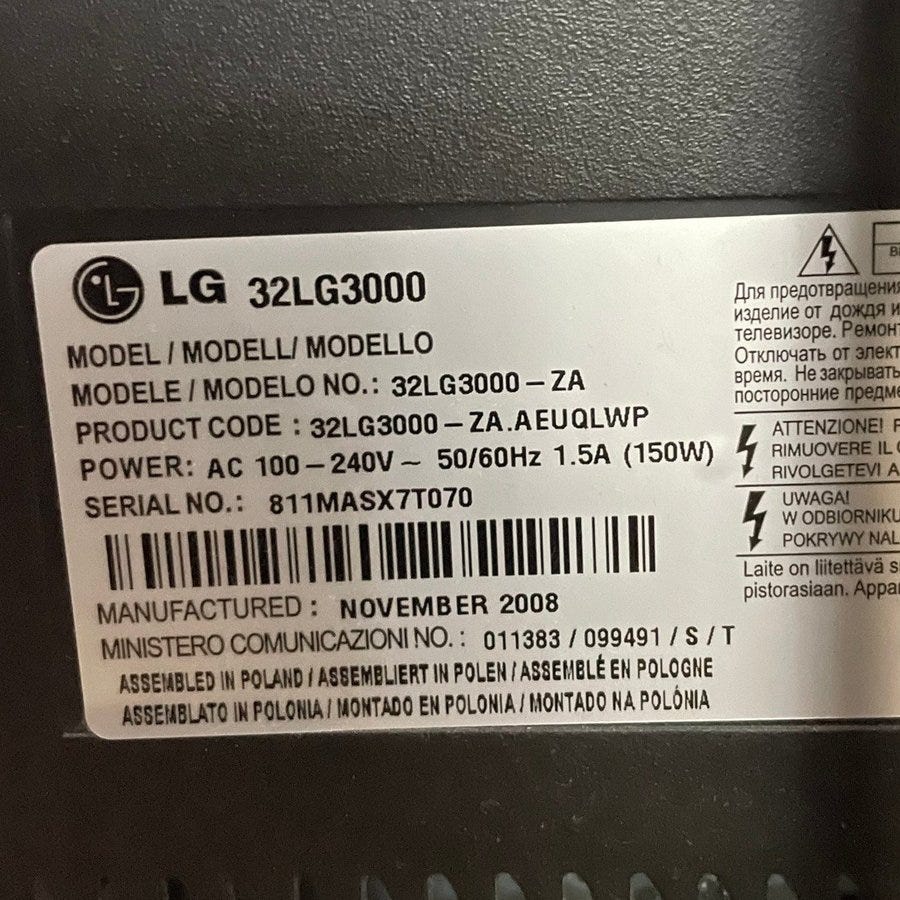 LG 32LG3000
MODEL / MODELL/ MODELLO
MODELE / MODELO NO.: 32LG3000-ZA
PRODUCT CODE : 32LG3000-ZA.AEUQLWP
POWER: AC 100-240V~ 50/60Hz 1.5A (150W)
SERIAL NO.: 811MASX7T070
MANUFACTURED : NOVEMBER 2008
MINISTERO COMUNICAZIONI NO.: 011383 / 099491 / S / T
ASSEMBLED IN POLAND / ASSEMBLIERT IN POLEN / ASSEMBLÉ EN POLOGNE
ASSEMBLATO IN POLONIA / MONTADO EN POLONIA / MONTADO NA POLÓNIA
Для предотвращения
изделие от дождя и
телевизоре. Ремонт
Отключать от элект
время. Не закрывать
посторонние предме
ATTENZIONE!
RIMUOVERE IL
RIVOLGETEVI A
UWAGA!
W ODBIORNIKU
POKRYWY NAL
Laite on liitettävä s
pistorasiaan. Appar